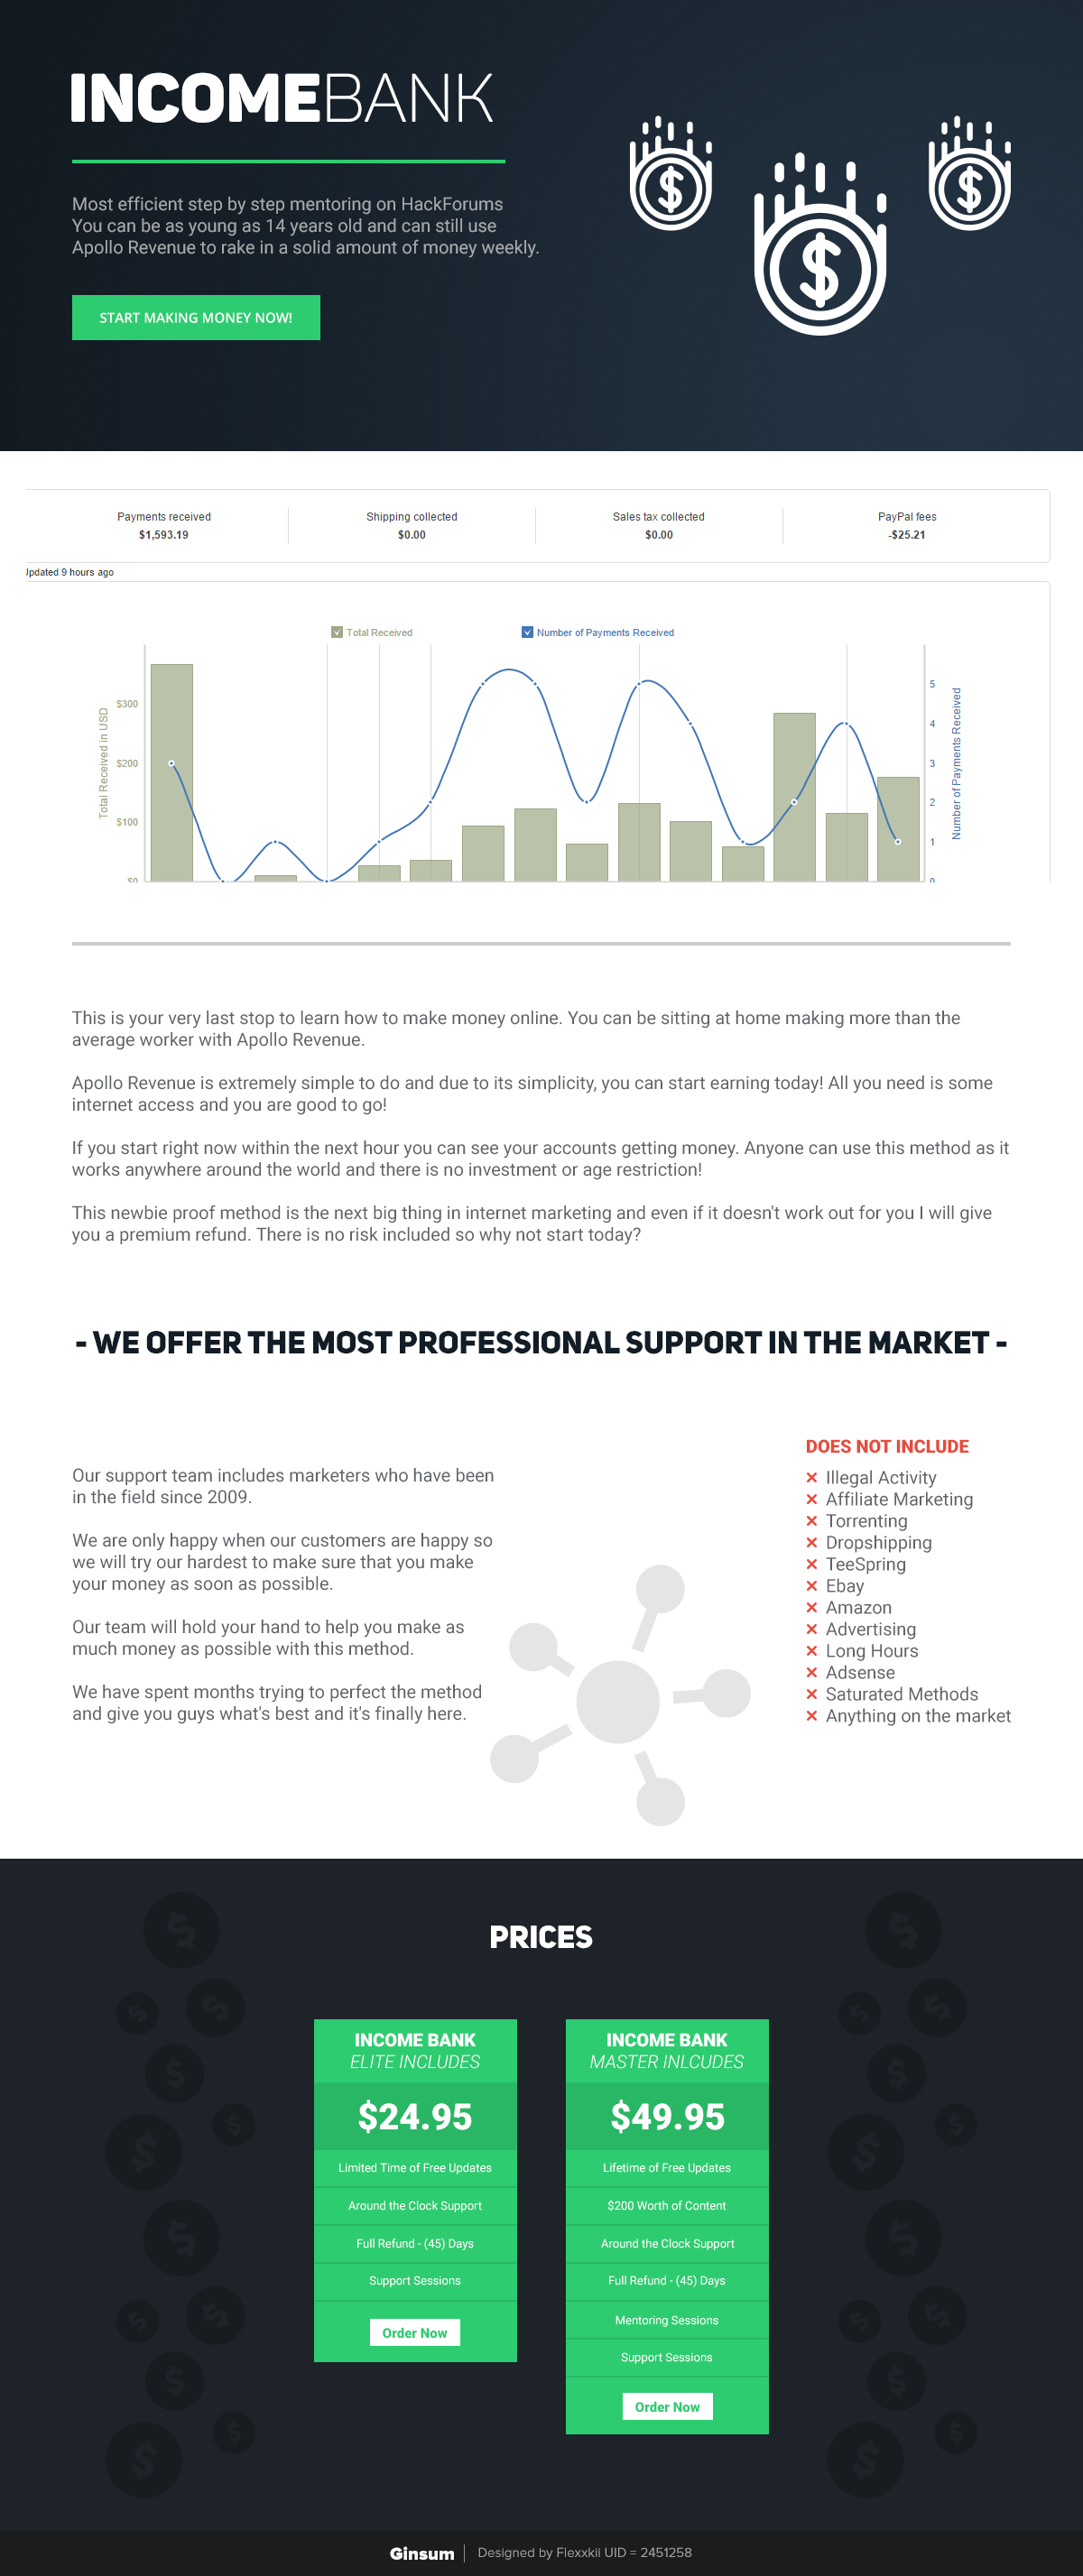 INCOMEBANK
Most efficient step by step mentoring on HackForums
You can be as young as 14 years old and can still use
Apollo Revenue to rake in a solid amount of money weekly.
START MAKING MONEY NOW!
Payments received
$1,593.19
Shipping collected
$0.00
Sales tax collected
$0.00
PayPal fees
-$25.21
Updated 9 hours ago
Total Received
Number of Payments Received
Total Received in USD
$300
$200
$100
$0
5
4
3
2
1
0
Number of Payments Received
This is your very last stop to learn how to make money online. You can be sitting at home making more than the
average worker with Apollo Revenue.
Apollo Revenue is extremely simple to do and due to its simplicity, you can start earning today! All you need is some
internet access and you are good to go!
If you start right now within the next hour you can see your accounts getting money. Anyone can use this method as it
works anywhere around the world and there is no investment or age restriction!
This newbie proof method is the next big thing in internet marketing and even if it doesn't work out for you I will give
you a premium refund. There is no risk included so why not start today?
- WE OFFER THE MOST PROFESSIONAL SUPPORT IN THE MARKET -
Our support team includes marketers who have been
in the field since 2009.
We are only happy when our customers are happy so
we will try our hardest to make sure that you make
your money as soon as possible.
Our team will hold your hand to help you make as
much money as possible with this method.
We have spent months trying to perfect the method
and give you guys what's best and it's finally here.
DOES NOT INCLUDE
Illegal Activity
Affiliate Marketing
Torrenting
Dropshipping
TeeSpring
Ebay
Amazon
Advertising
Long Hours
Adsense
Saturated Methods
Anything on the market
PRICES
INCOME BANK
ELITE INCLUDES
$24.95
Limited Time of Free Updates
Around the Clock Support
Full Refund - (45) Days
Support Sessions
Order Now
INCOME BANK
MASTER INLCUDES
$49.95
Lifetime of Free Updates
$200 Worth of Content
Around the Clock Support
Full Refund - (45) Days
Mentoring Sessions
Support Sessions
Order Now
Ginsum | Designed by Flexxkii UID = 2451258